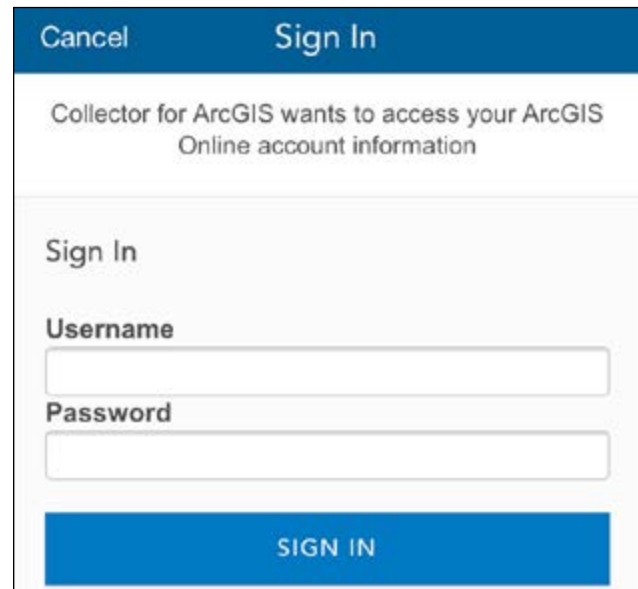 Cancel Sign In
Collector for ArcGIS wants to access your ArcGIS
Online account information
Sign In
Username
Password
SIGN IN